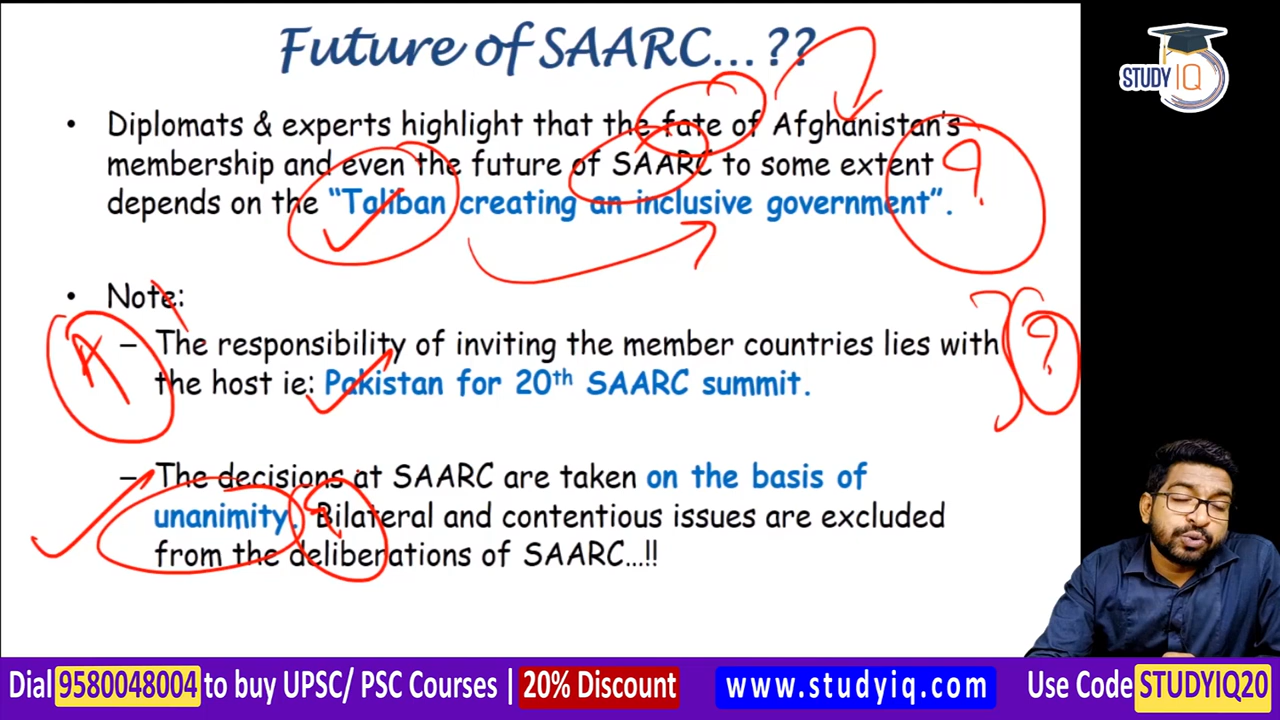 Future of SAARC...??
STUDY IQ
• Diplomats & experts highlight that the fate of Afghanistan's
membership and even the future of SAARC to some extent
depends on the "Taliban creating an inclusive government".
?
• Note:
A
– The responsibility of inviting the member countries lies with
the host ie: Pakistan for 20th SAARC summit.
?
– The decisions at SAARC are taken on the basis of
unanimity. Bilateral and contentious issues are excluded
from the deliberations of SAARC...!!
Dial 9580048004 to buy UPSC/ PSC Courses | 20% Discount www.studyiq.com Use Code STUDYIQ20